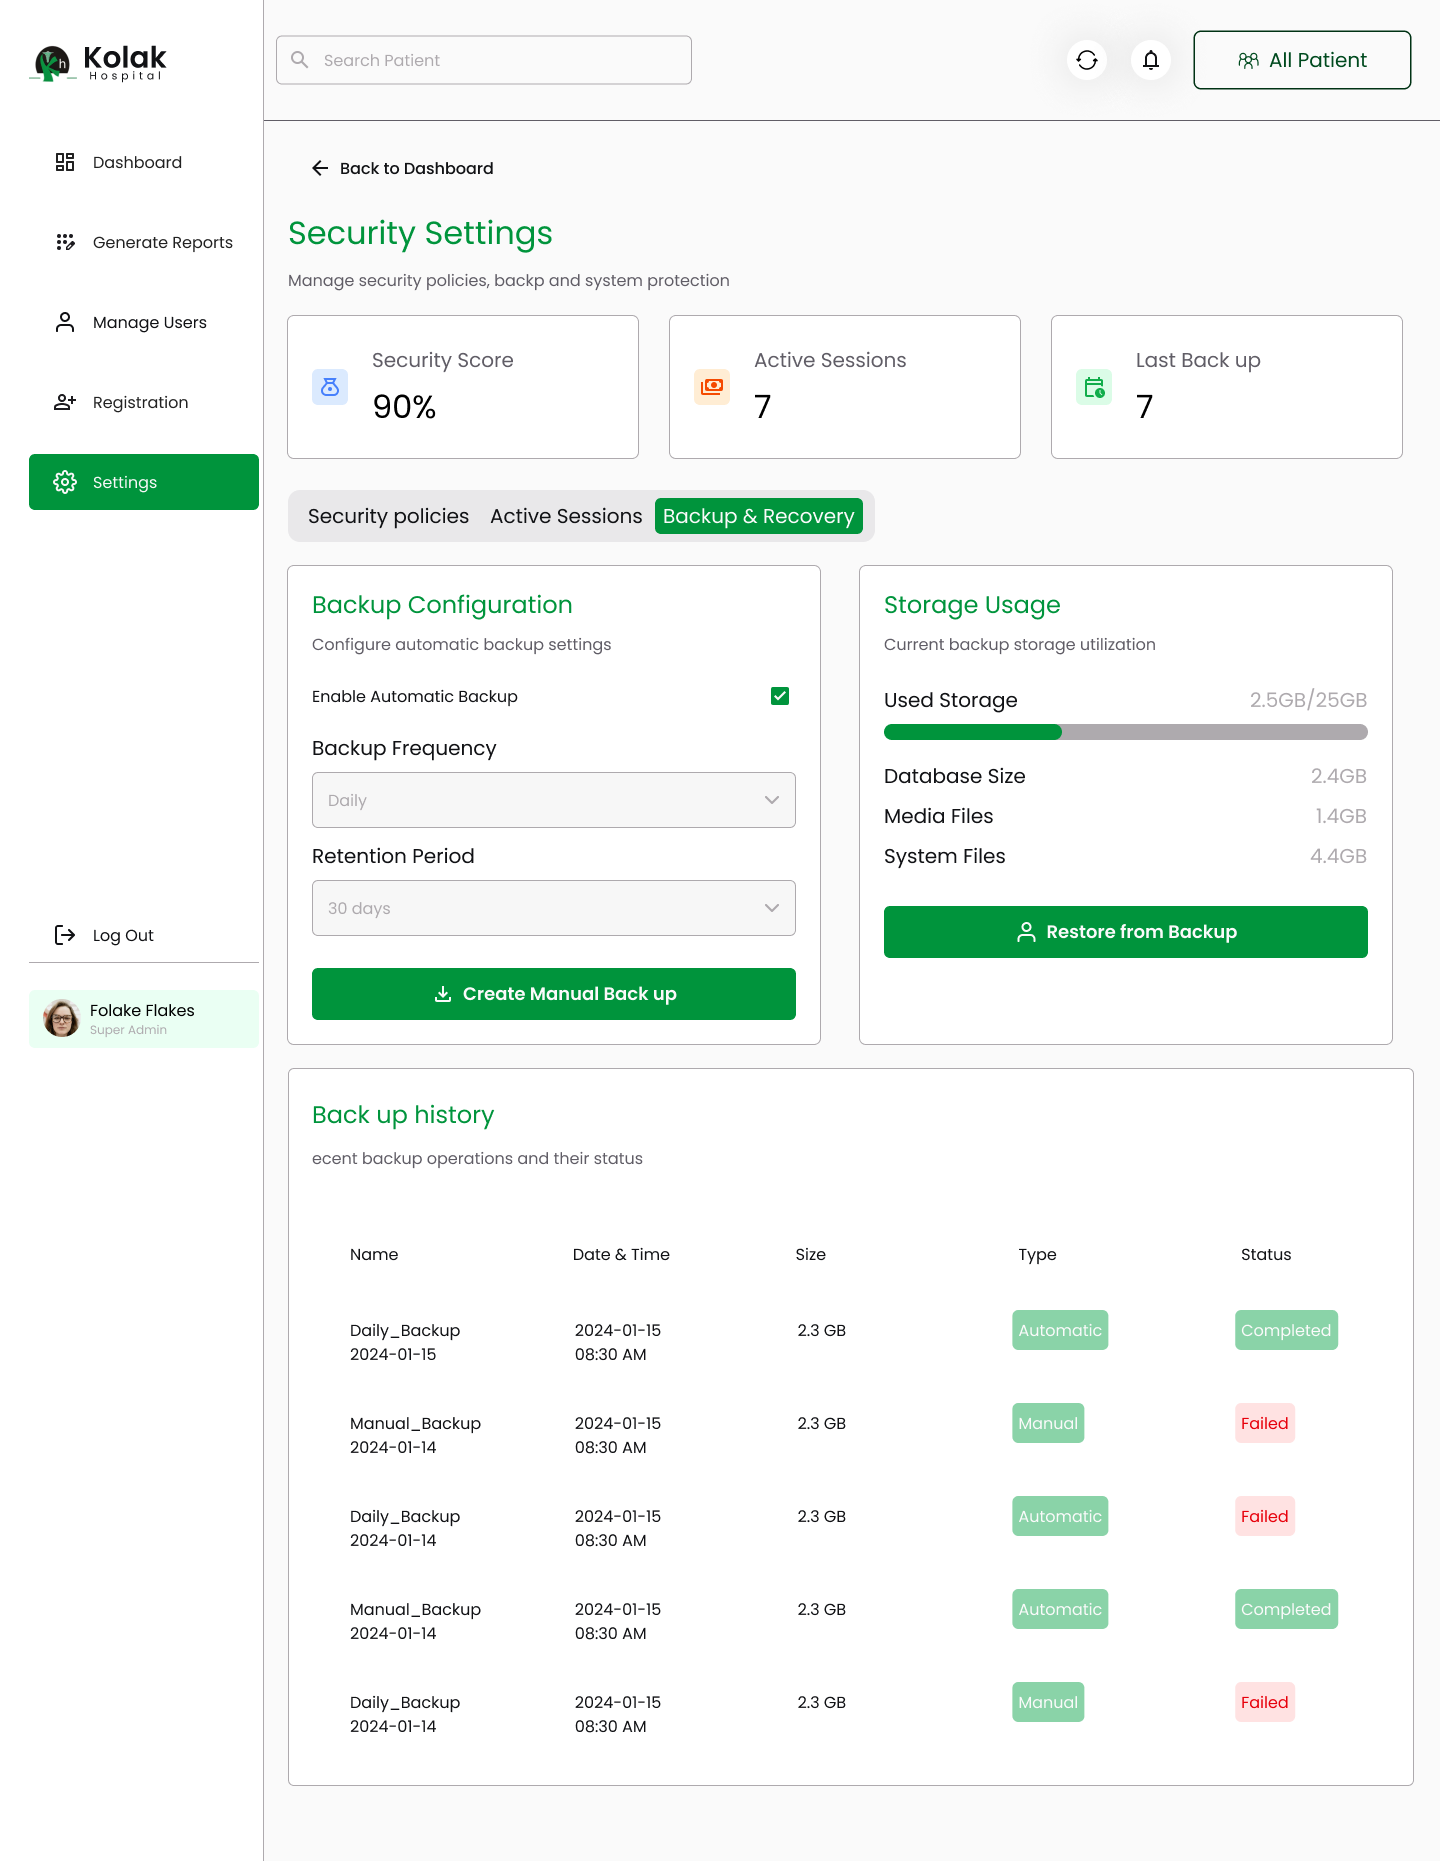 Kolak
Hospital
Search Patient
All Patient
Dashboard
Generate Reports
Manage Users
Registration
Settings
Log Out
Folake Flakes
Super Admin
Back to Dashboard
Security Settings
Manage security policies, backp and system protection
Security Score
90%
Active Sessions
7
Last Back up
7
Security policies Active Sessions Backup & Recovery
Backup Configuration
Configure automatic backup settings
Enable Automatic Backup
Backup Frequency
Daily
Retention Period
30 days
Create Manual Back up
Storage Usage
Current backup storage utilization
Used Storage 2.5GB/25GB
Database Size 2.4GB
Media Files 1.4GB
System Files 4.4GB
Restore from Backup
Back up history
ecent backup operations and their status
Name Date & Time Size Type Status
Daily_Backup 2024-01-15 2.3 GB Automatic Completed
2024-01-15 08:30 AM
Manual_Backup 2024-01-15 2.3 GB Manual Failed
2024-01-14 08:30 AM
Daily_Backup 2024-01-15 2.3 GB Automatic Failed
2024-01-14 08:30 AM
Manual_Backup 2024-01-15 2.3 GB Automatic Completed
2024-01-14 08:30 AM
Daily_Backup 2024-01-15 2.3 GB Manual Failed
2024-01-14 08:30 AM